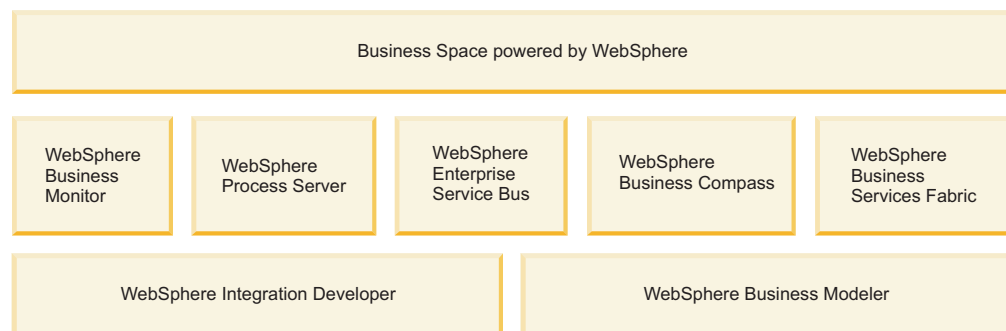 Business Space powered by WebSphere
WebSphere
Business
Monitor
WebSphere
Process Server
WebSphere
Enterprise
Service Bus
WebSphere
Business Compass
WebSphere
Business
Services Fabric
WebSphere Integration Developer
WebSphere Business Modeler